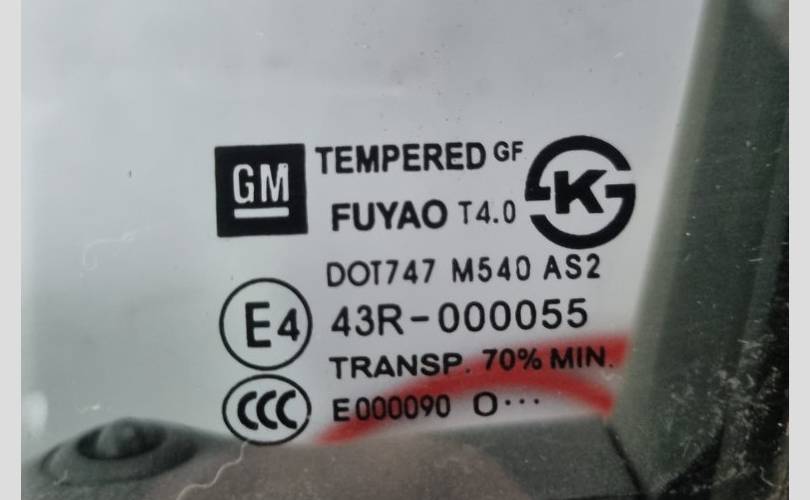 GM TEMPERED GF
FUYAO T4.0 K
DOT747 M540 AS2
E4 43R-000055
TRANSP. 70% MIN.
CCC E000090 O···